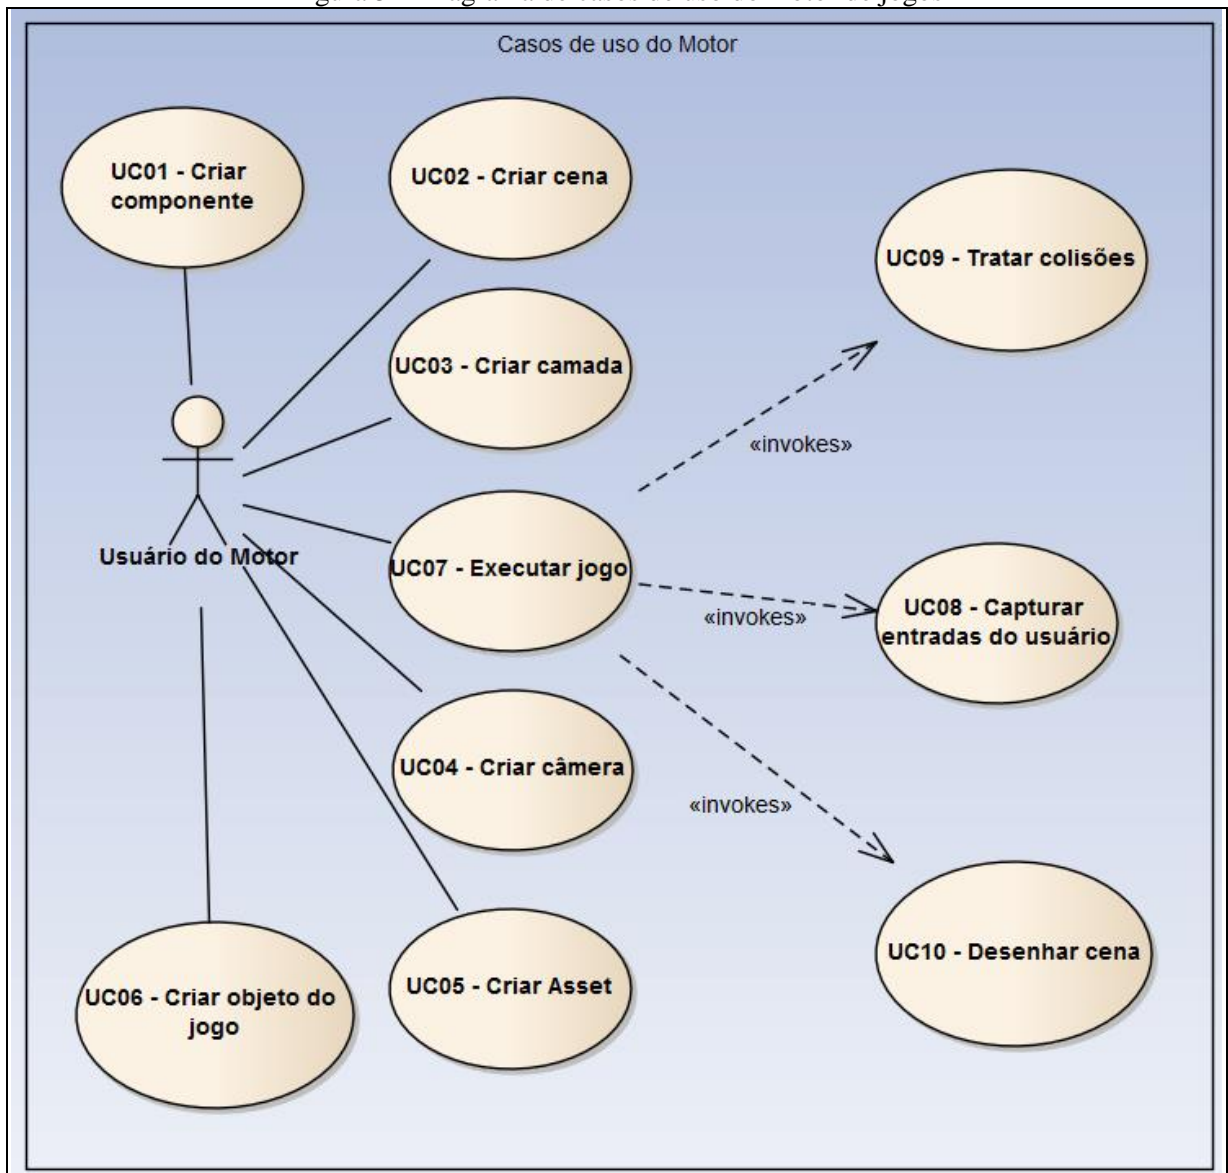 Casos de uso do Motor
UC01 - Criar
componente
UC02 - Criar cena
UC09 - Tratar colisões
UC03 - Criar camada
«invokes»
Usuário do Motor
UC07 - Executar jogo
«invokes»
UC08 - Capturar
entradas do usuário
UC04 - Criar câmera
«invokes»
UC10 - Desenhar cena
UC06 - Criar objeto do
jogo
UC05 - Criar Asset